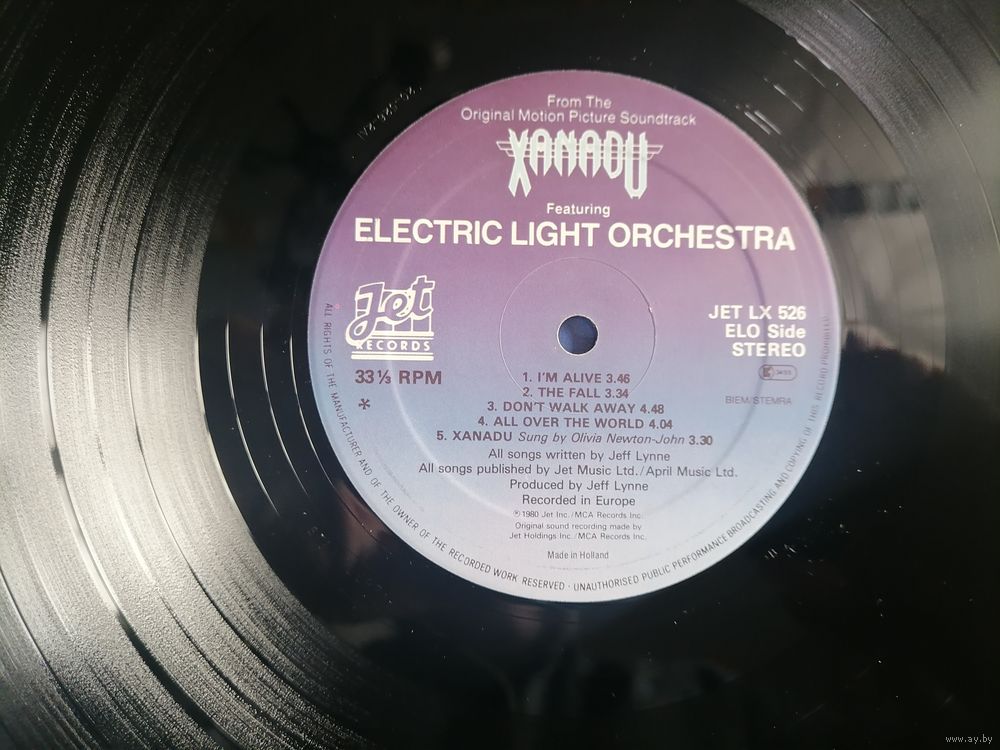 From The
Original Motion Picture Soundtrack
XANADU
Featuring
ELECTRIC LIGHT ORCHESTRA
Jet
RECORDS
33⅓ RPM
*
JET LX 526
ELO Side
STEREO
BIEM/STEMRA
1. I'M ALIVE 3.46
2. THE FALL 3.34
3. DON'T WALK AWAY 4.48
4. ALL OVER THE WORLD 4.04
5. XANADU Sung by Olivia Newton-John 3.30
All songs written by Jeff Lynne
All songs published by Jet Music Ltd./April Music Ltd.
Produced by Jeff Lynne
Recorded in Europe
℗ 1980 Jet Inc./MCA Records Inc.
Original sound recording made by
Jet Holdings Inc./MCA Records Inc.
Made in Holland
ALL RIGHTS OF THE MANUFACTURER AND OF THE OWNER OF THE RECORDED WORK RESERVED · UNAUTHORISED PUBLIC PERFORMANCE BROADCASTING AND COPYING OF THIS RECORD PROHIBITED
www.ay.by